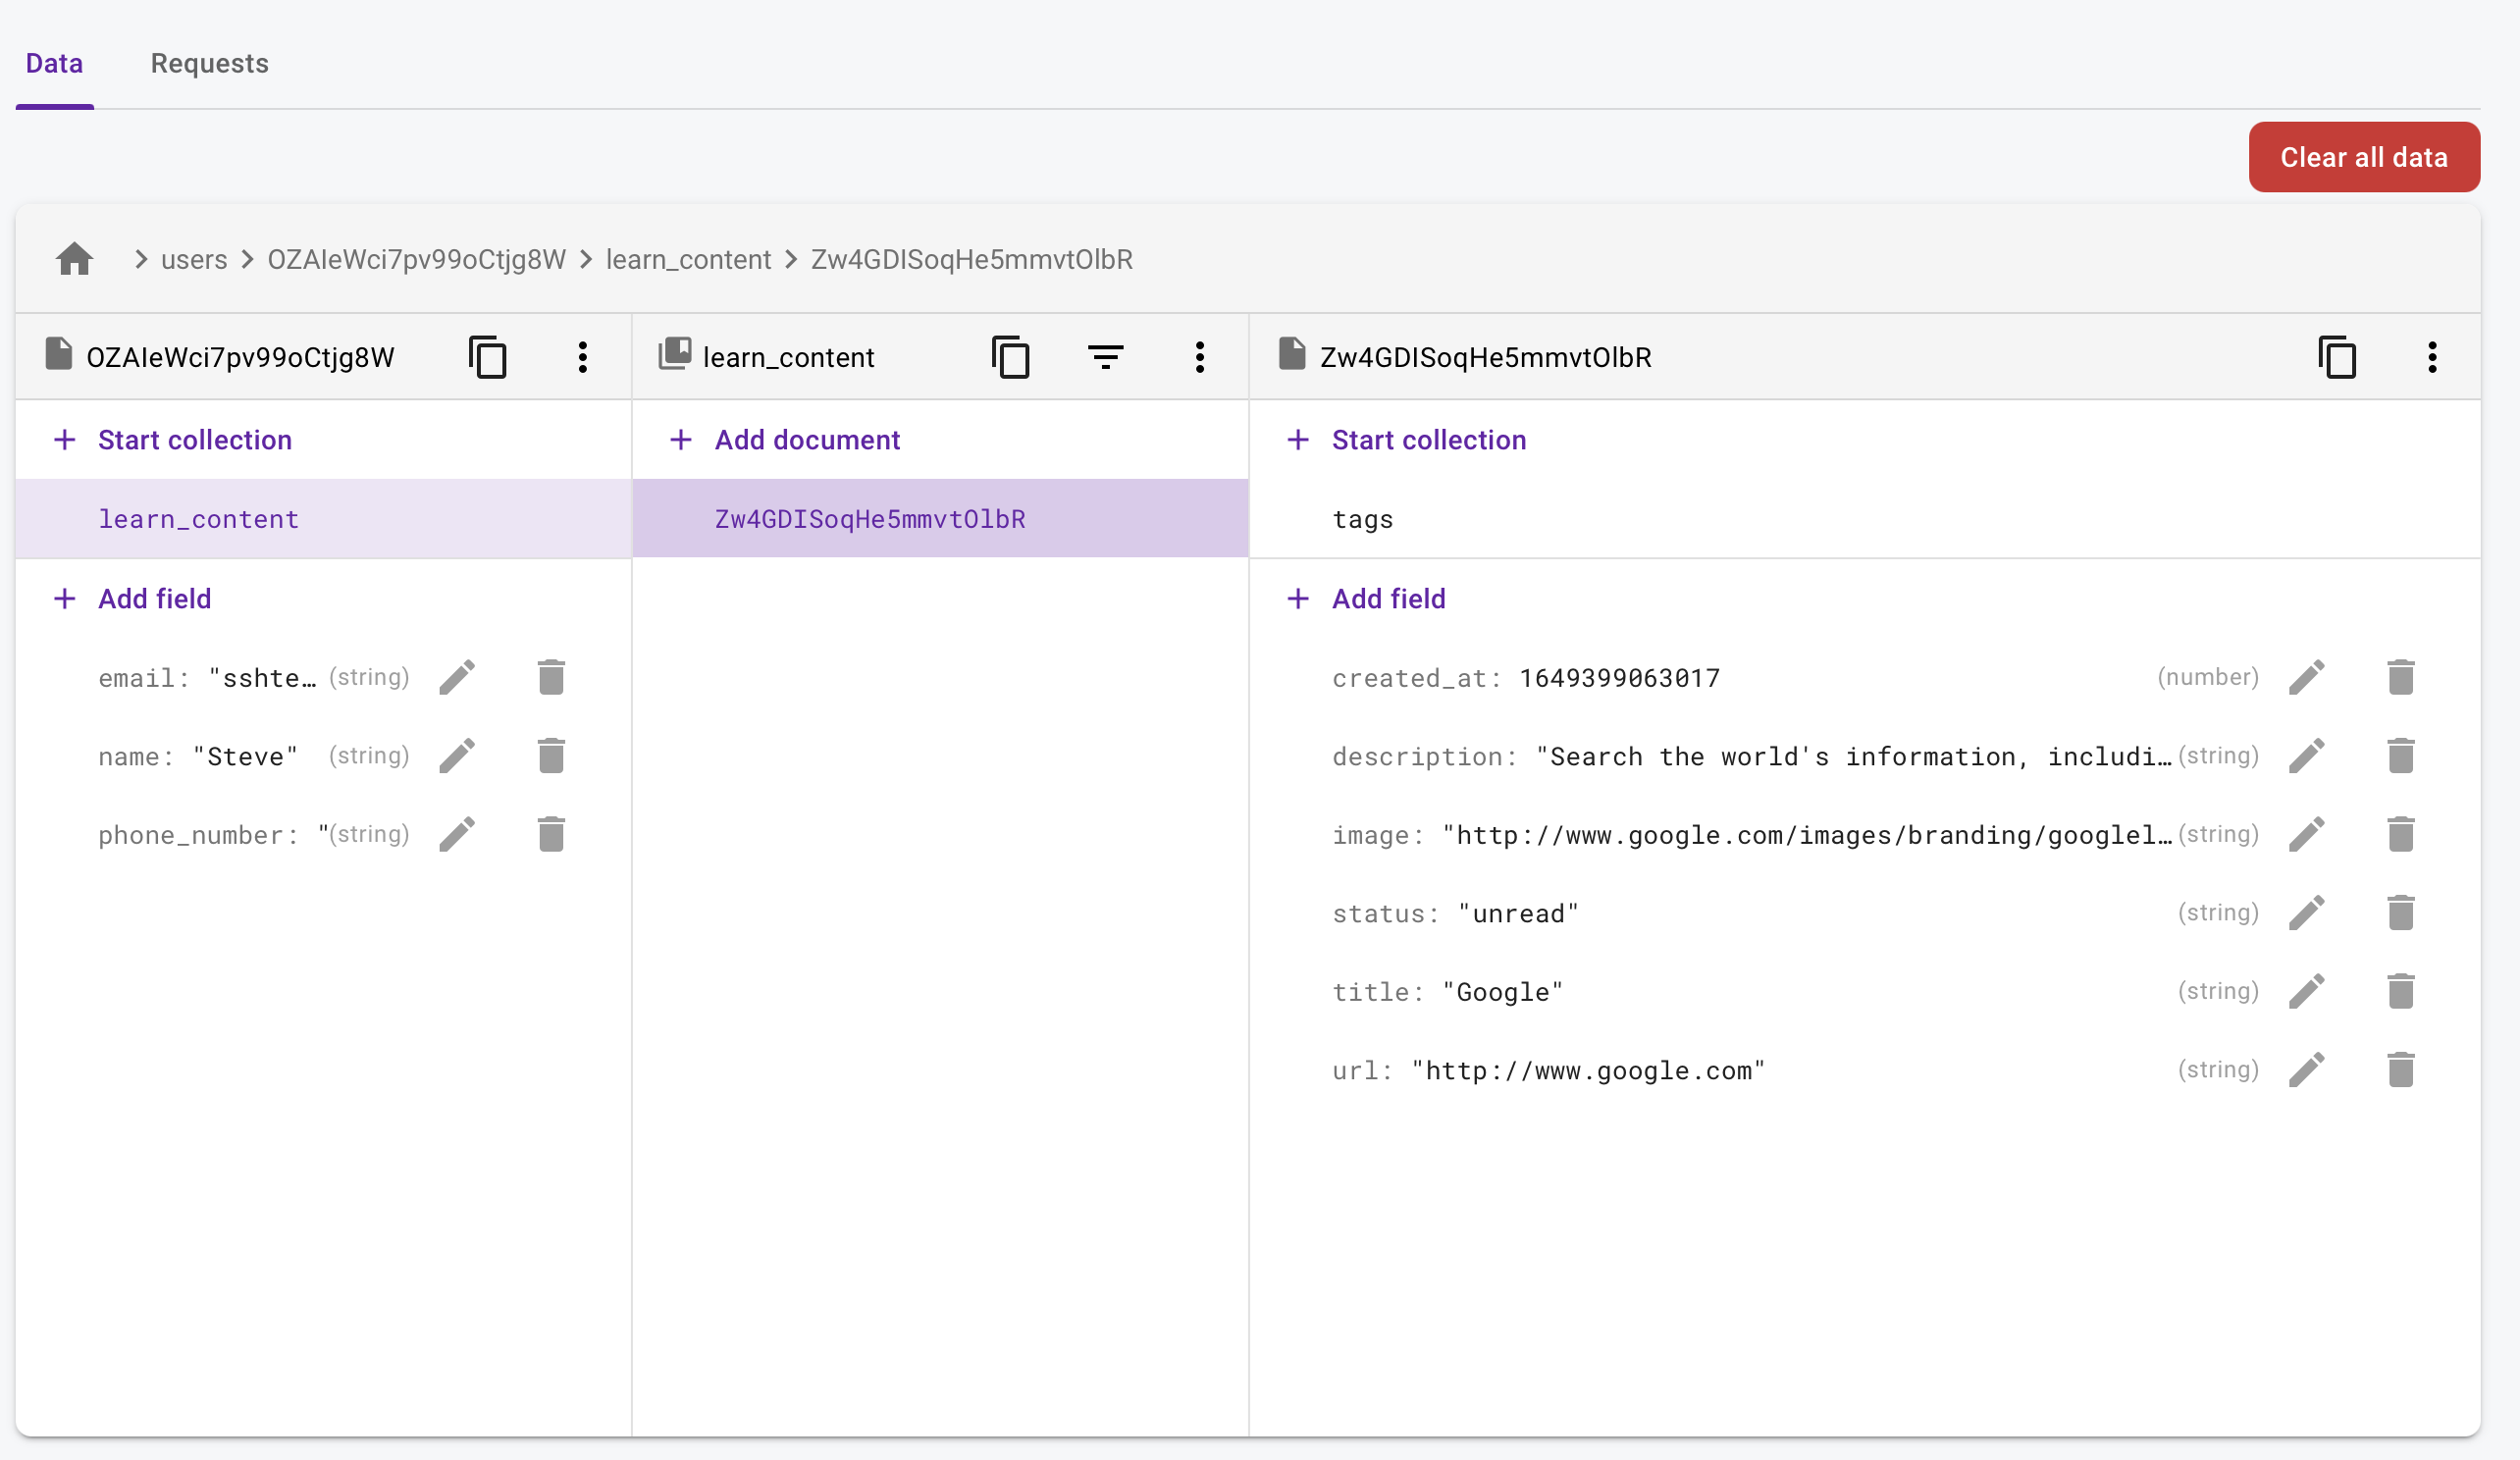 Data Requests
Clear all data
users OZAIeWci7pv99oCtjg8W learn_content Zw4GDISoqHe5mmvtOlbR
OZAIeWci7pv99oCtjg8W
Start collection
learn_content
Add field
email: "sshte… (string)
name: "Steve" (string)
phone_number: "(string)
learn_content
Add document
Zw4GDISoqHe5mmvtOlbR
Zw4GDISoqHe5mmvtOlbR
Start collection
tags
Add field
created_at: 1649399063017 (number)
description: "Search the world's information, includi… (string)
image: "http://www.google.com/images/branding/googlel… (string)
status: "unread" (string)
title: "Google" (string)
url: "http://www.google.com" (string)